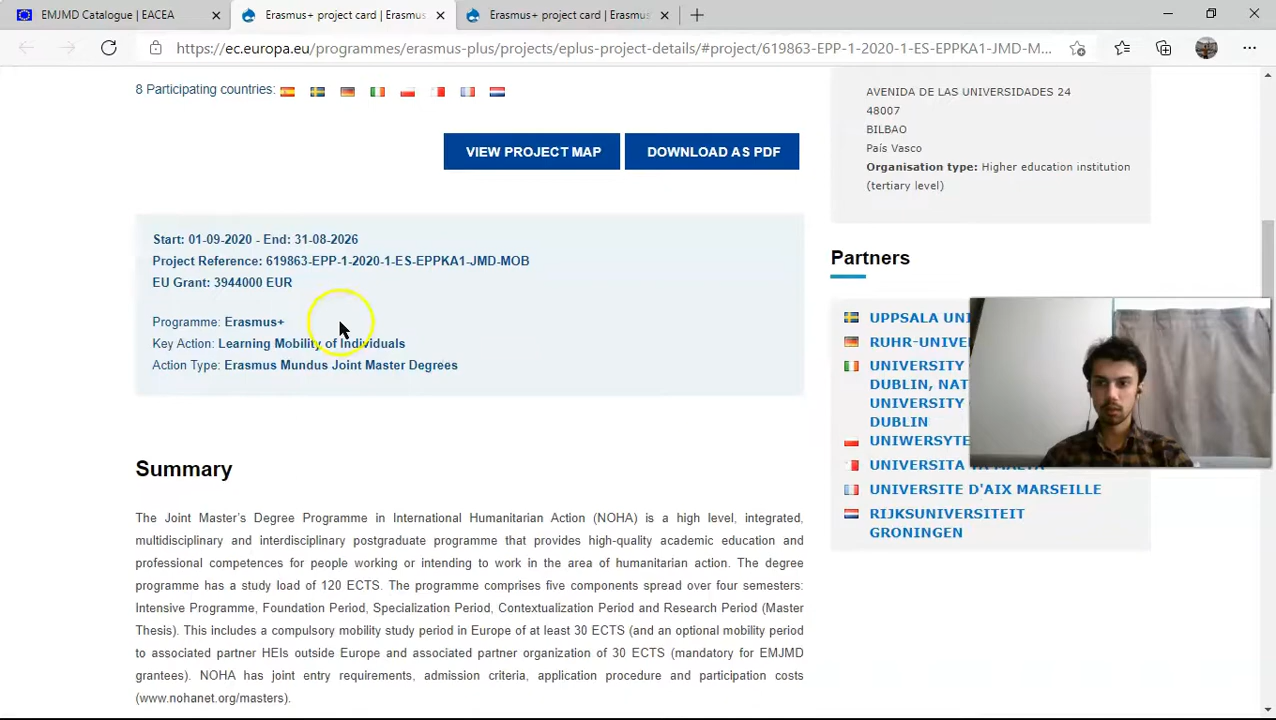 EMJMD Catalogue | EACEA
Erasmus+ project card | Erasmus
Erasmus+ project card | Erasmus
https://ec.europa.eu/programmes/erasmus-plus/projects/eplus-project-details/#project/619863-EPP-1-2020-1-ES-EPPKA1-JMD-M...
8 Participating countries:
VIEW PROJECT MAP
DOWNLOAD AS PDF
Start: 01-09-2020 - End: 31-08-2026
Project Reference: 619863-EPP-1-2020-1-ES-EPPKA1-JMD-MOB
EU Grant: 3944000 EUR
Programme: Erasmus+
Key Action: Learning Mobility of Individuals
Action Type: Erasmus Mundus Joint Master Degrees
Summary
The Joint Master's Degree Programme in International Humanitarian Action (NOHA) is a high level, integrated,
multidisciplinary and interdisciplinary postgraduate programme that provides high-quality academic education and
professional competences for people working or intending to work in the area of humanitarian action. The degree
programme has a study load of 120 ECTS. The programme comprises five components spread over four semesters:
Intensive Programme, Foundation Period, Specialization Period, Contextualization Period and Research Period (Master
Thesis). This includes a compulsory mobility study period in Europe of at least 30 ECTS (and an optional mobility period
to associated partner HEIs outside Europe and associated partner organization of 30 ECTS (mandatory for EMJMD
grantees). NOHA has joint entry requirements, admission criteria, application procedure and participation costs
(www.nohanet.org/masters).
AVENIDA DE LAS UNIVERSIDADES 24
48007
BILBAO
País Vasco
Organisation type: Higher education institution
(tertiary level)
Partners
UPPSALA UNI
RUHR-UNIVE
UNIVERSITY
DUBLIN, NAT
UNIVERSITY
DUBLIN
UNIWERSYTE
UNIVERSITA
UNIVERSITE D'AIX MARSEILLE
RIJKSUNIVERSITEIT
GRONINGEN